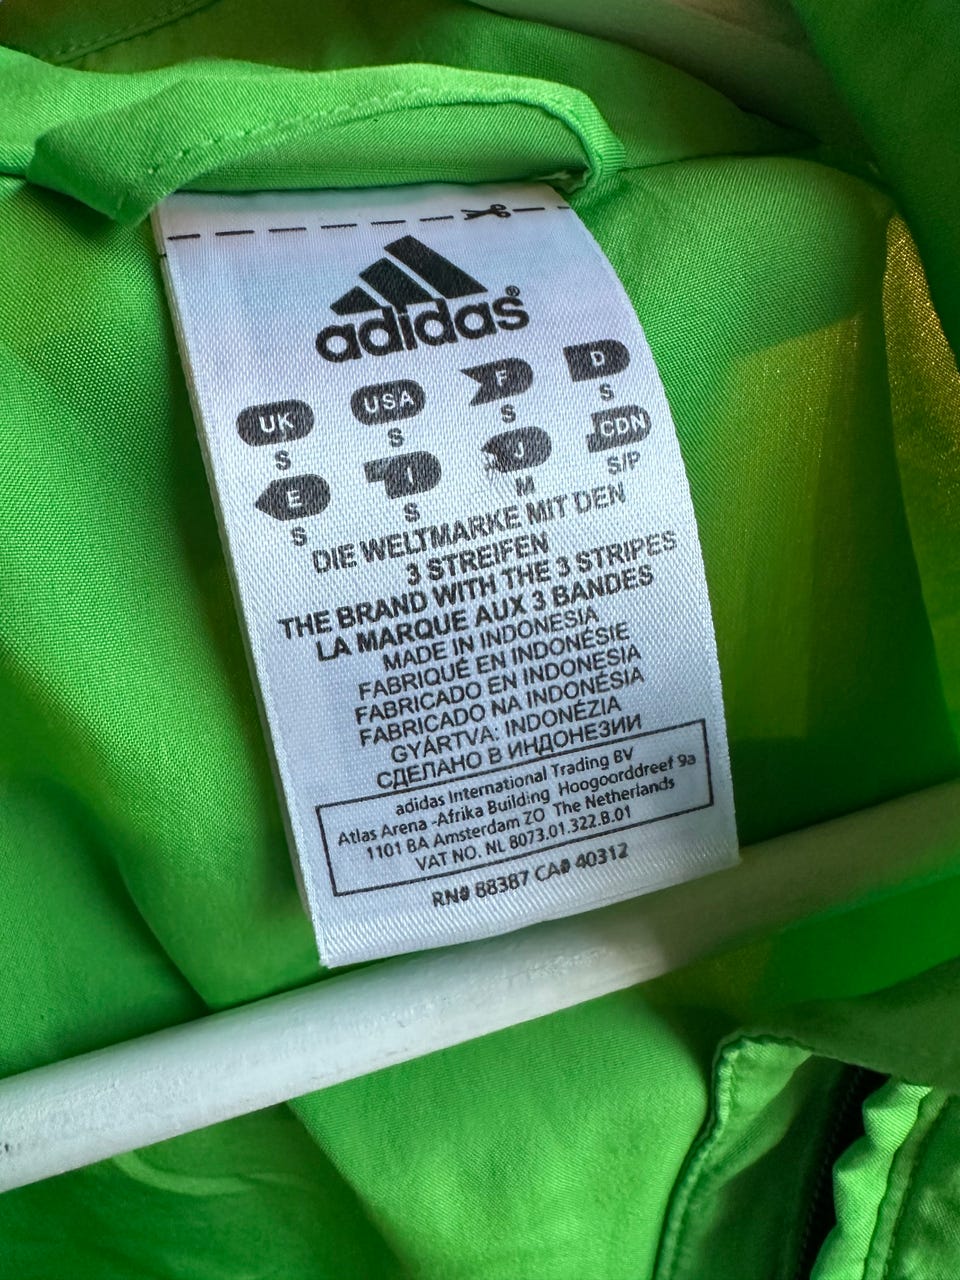 adidas®
UK USA F D
S S S S
E I J CDN
S S M S/P
DIE WELTMARKE MIT DEN
3 STREIFEN
THE BRAND WITH THE 3 STRIPES
LA MARQUE AUX 3 BANDES
MADE IN INDONESIA
FABRIQUÉ EN INDONÉSIE
FABRICADO EN INDONESIA
FABRICADO NA INDONÉSIA
GYÁRTVA: INDONÉZIA
СДЕЛАНО В ИНДОНЕЗИИ
adidas International Trading BV
Atlas Arena -Afrika Building Hoogoorddreef 9a
1101 BA Amsterdam ZO The Netherlands
VAT NO. NL 8073.01.322.B.01
RN# 88387 CA# 40312